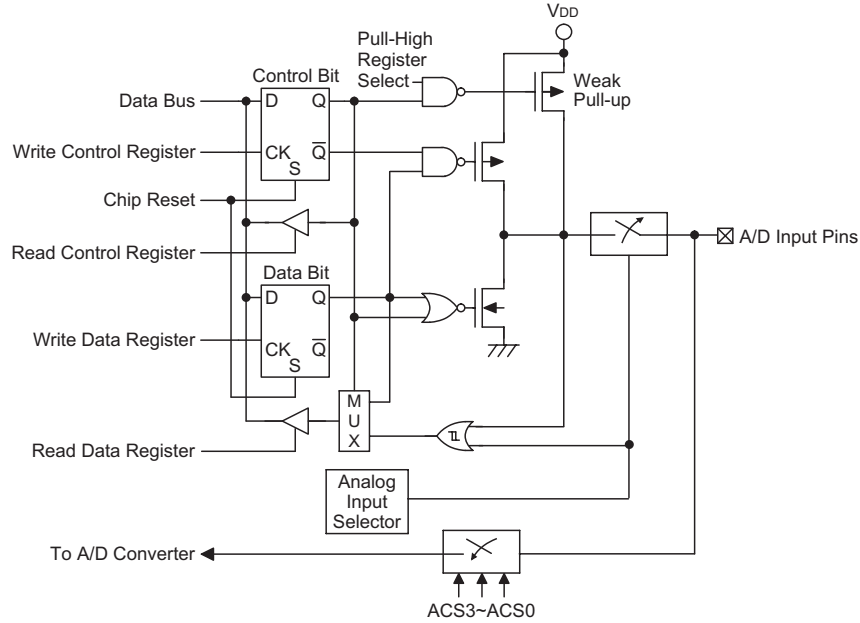 VDD
Pull-High
Register
Select
Weak
Pull-up
Control Bit
Data Bus
D
Q
Write Control Register
CK
Q
S
Chip Reset
Read Control Register
A/D Input Pins
Data Bit
D
Q
Write Data Register
CK
Q
S
M
U
X
Read Data Register
Analog
Input
Selector
To A/D Converter
ACS3~ACS0